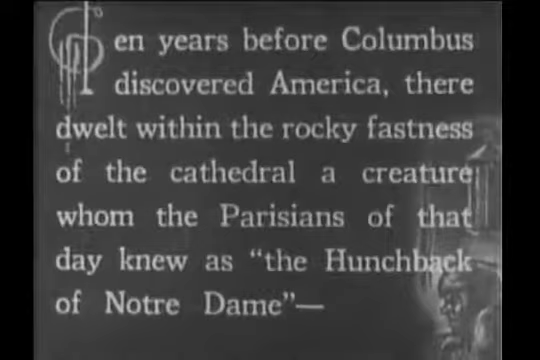 Ten years before Columbus
discovered America, there
dwelt within the rocky fastness
of the cathedral a creature
whom the Parisians of that
day knew as "the Hunchback
of Notre Dame"—